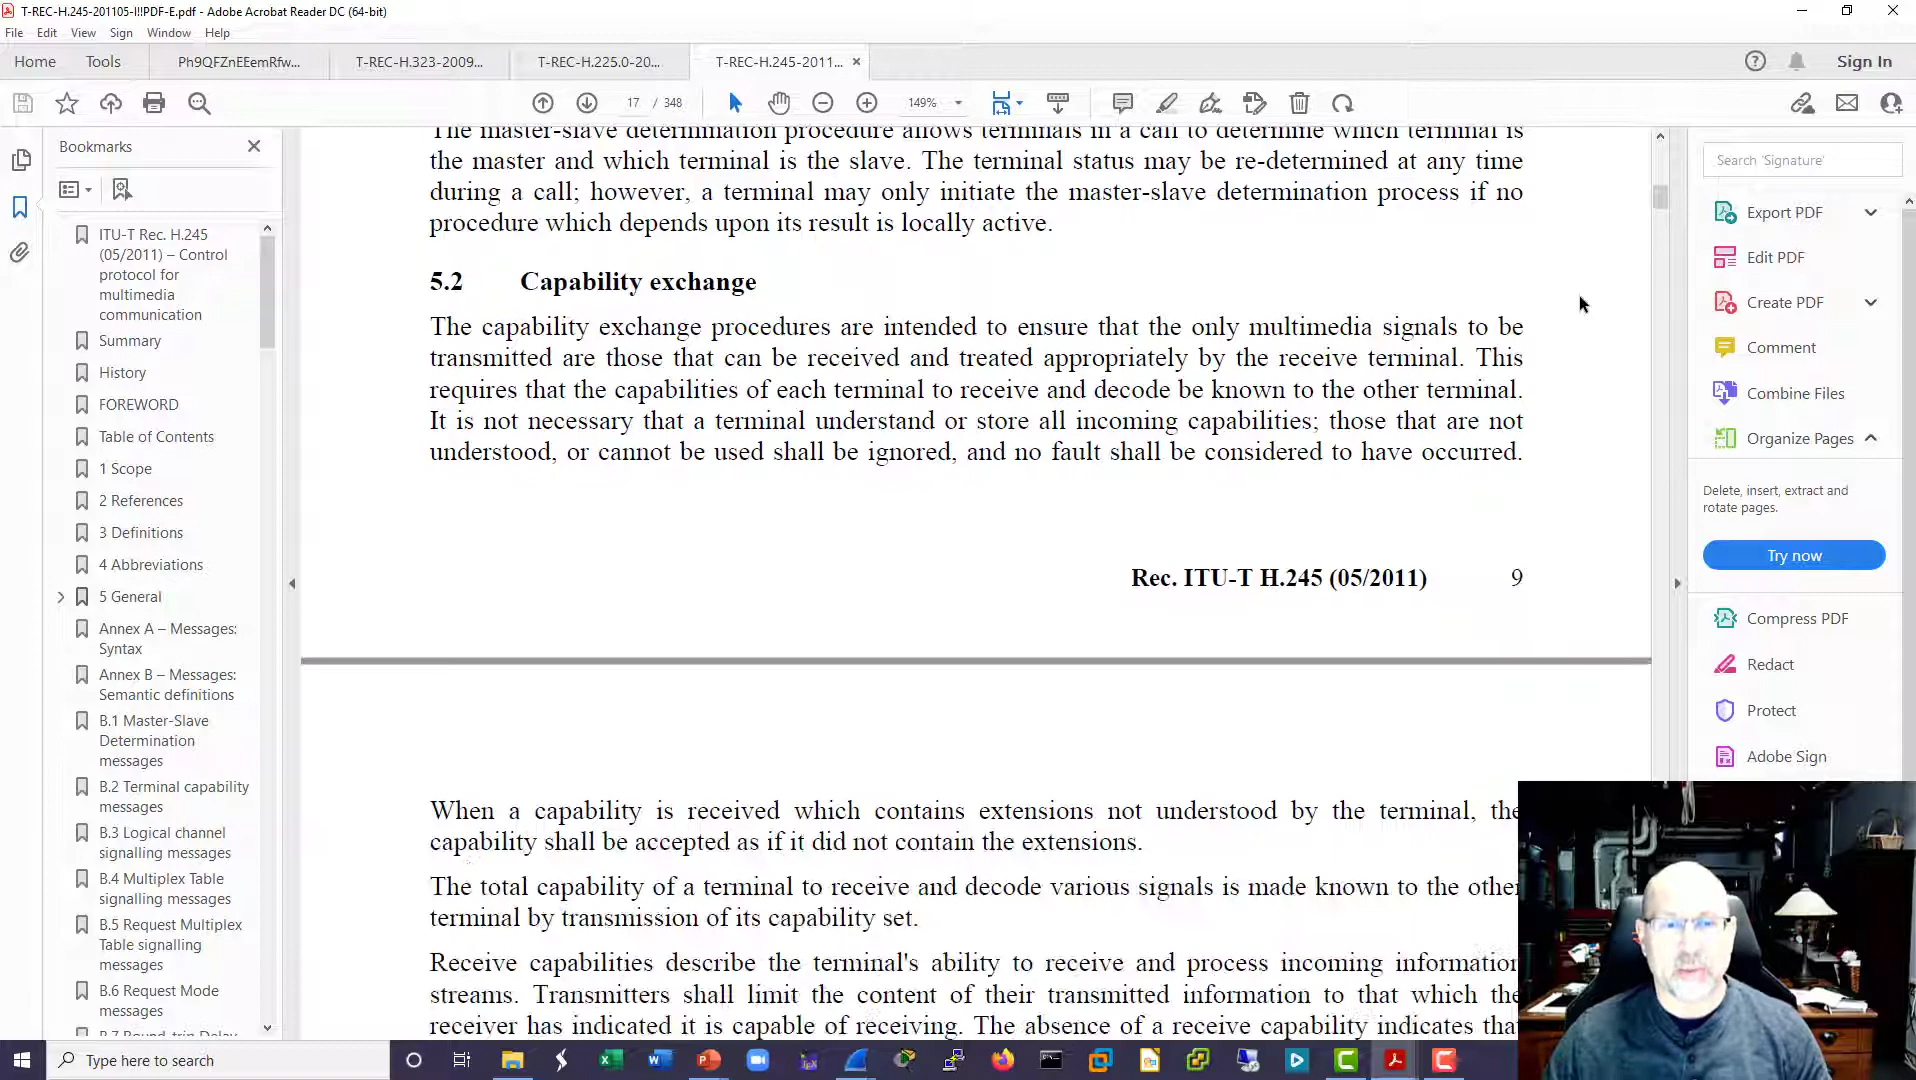 T-REC-H.245-201105-I!!PDF-E.pdf - Adobe Acrobat Reader DC (64-bit)
File Edit View Sign Window Help
Home Tools Ph9QFZnEEemRfw... T-REC-H.323-2009... T-REC-H.225.0-20... T-REC-H.245-2011... Sign In
17 / 348 149%
Bookmarks
ITU-T Rec. H.245
(05/2011) – Control
protocol for
multimedia
communication
Summary
History
FOREWORD
Table of Contents
1 Scope
2 References
3 Definitions
4 Abbreviations
5 General
Annex A – Messages:
Syntax
Annex B – Messages:
Semantic definitions
B.1 Master-Slave
Determination
messages
B.2 Terminal capability
messages
B.3 Logical channel
signalling messages
B.4 Multiplex Table
signalling messages
B.5 Request Multiplex
Table signalling
messages
B.6 Request Mode
messages
B.7 Round-trip Delay
The master-slave determination procedure allows terminals in a call to determine which terminal is
the master and which terminal is the slave. The terminal status may be re-determined at any time
during a call; however, a terminal may only initiate the master-slave determination process if no
procedure which depends upon its result is locally active.
5.2 Capability exchange
The capability exchange procedures are intended to ensure that the only multimedia signals to be
transmitted are those that can be received and treated appropriately by the receive terminal. This
requires that the capabilities of each terminal to receive and decode be known to the other terminal.
It is not necessary that a terminal understand or store all incoming capabilities; those that are not
understood, or cannot be used shall be ignored, and no fault shall be considered to have occurred.
Rec. ITU-T H.245 (05/2011) 9
When a capability is received which contains extensions not understood by the terminal, the
capability shall be accepted as if it did not contain the extensions.
The total capability of a terminal to receive and decode various signals is made known to the other
terminal by transmission of its capability set.
Receive capabilities describe the terminal's ability to receive and process incoming information
streams. Transmitters shall limit the content of their transmitted information to that which the
receiver has indicated it is capable of receiving. The absence of a receive capability indicates that
Search 'Signature'
Export PDF
Edit PDF
Create PDF
Comment
Combine Files
Organize Pages
Delete, insert, extract and
rotate pages.
Try now
Compress PDF
Redact
Protect
Adobe Sign
Type here to search